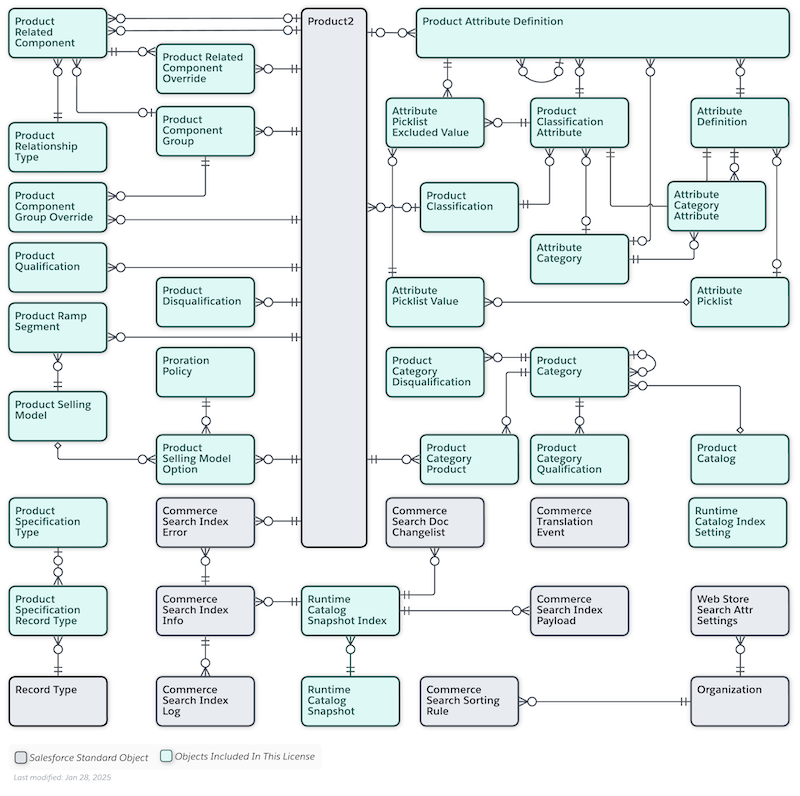 Product
Related
Component
Product2
Product Attribute Definition
Product Related
Component
Override
Attribute
Picklist
Excluded Value
Product
Classification
Attribute
Attribute
Definition
Product
Component
Group
Product
Relationship
Type
Product
Component
Group Override
Product
Classification
Attribute
Category
Attribute
Product
Qualification
Attribute
Category
Product
Disqualification
Attribute
Picklist Value
Attribute
Picklist
Product Ramp
Segment
Proration
Policy
Product
Category
Disqualification
Product
Category
Product Selling
Model
Product
Selling Model
Option
Product
Category
Product
Product
Category
Qualification
Product
Catalog
Product
Specification
Type
Commerce
Search Index
Error
Commerce
Search Doc
Changelist
Commerce
Translation
Event
Runtime
Catalog Index
Setting
Product
Specification
Record Type
Commerce
Search Index
Info
Runtime
Catalog
Snapshot Index
Commerce
Search Index
Payload
Web Store
Search Attr
Settings
Record Type
Commerce
Search Index
Log
Runtime
Catalog
Snapshot
Commerce
Search Sorting
Rule
Organization
Salesforce Standard Object
Objects Included In This License
Last modified: Jan 28, 2025